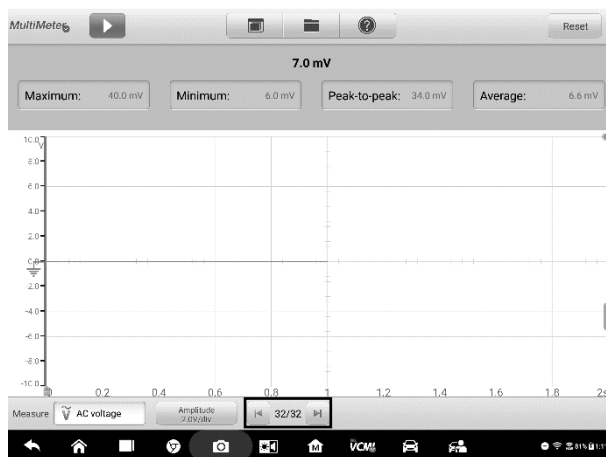 MultiMeter
Reset
7.0 mV
Maximum: 40.0 mV Minimum: 6.0 mV Peak-to-peak: 34.0 mV Average: 6.6 mV
V
10.0
8.0
6.0
4.0
2.0
0.0
2.0
-4.0
-6.0
-8.0
-10.0
0 0.2 0.4 0.6 0.8 1 1.2 1.4 1.6 1.8 2s
Measure AC voltage Amplitude 2.0V/div 32/32
M VCMI 81%